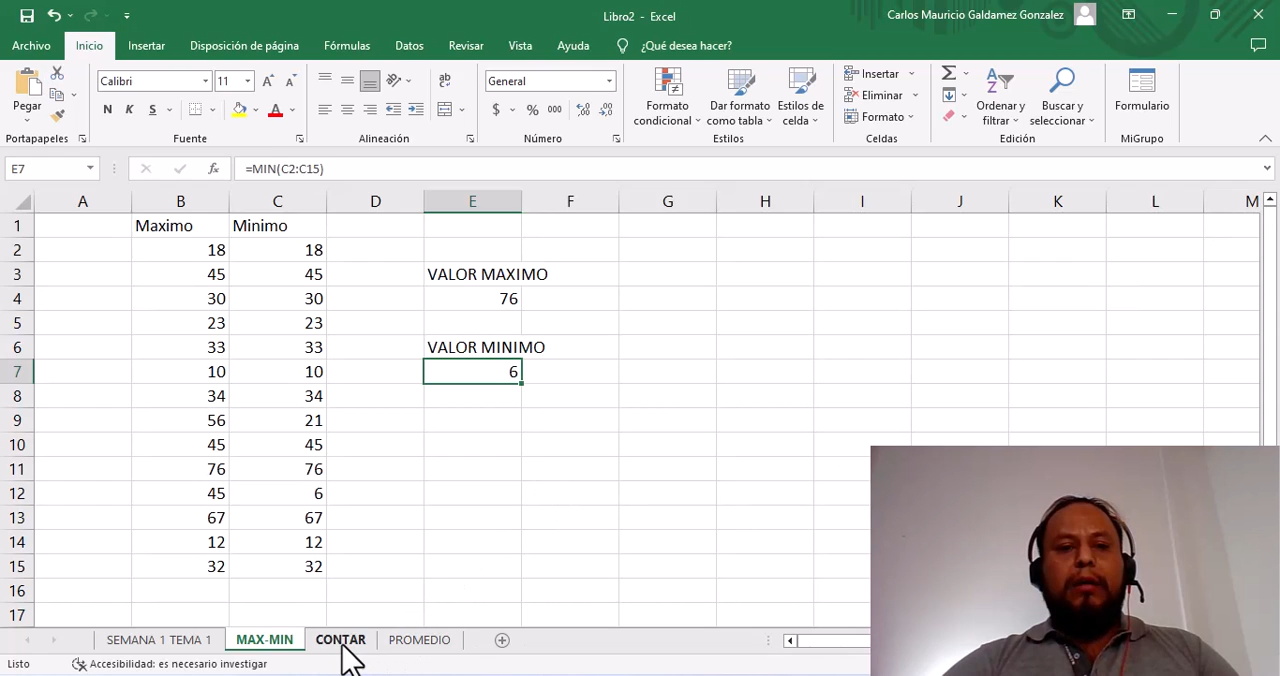 Libro2 - Excel
Carlos Mauricio Galdamez Gonzalez
Archivo Inicio Insertar Disposición de página Fórmulas Datos Revisar Vista Ayuda ¿Qué desea hacer?
Pegar
Calibri 11
N K S
ab
General
$ % 000
Formato condicional
Dar formato como tabla
Estilos de celda
Insertar
Eliminar
Formato
Ordenar y filtrar
Buscar y seleccionar
Formulario
Portapapeles Fuente Alineación Número Estilos Celdas Edición MiGrupo
E7 fx =MIN(C2:C15)
A B C D E F G H I J K L M
1 Maximo Minimo
2 18 18
3 45 45 VALOR MAXIMO
4 30 30 76
5 23 23
6 33 33 VALOR MINIMO
7 10 10 6
8 34 34
9 56 21
10 45 45
11 76 76
12 45 6
13 67 67
14 12 12
15 32 32
16
17
SEMANA 1 TEMA 1 MAX-MIN CONTAR PROMEDIO
Listo Accesibilidad: es necesario investigar